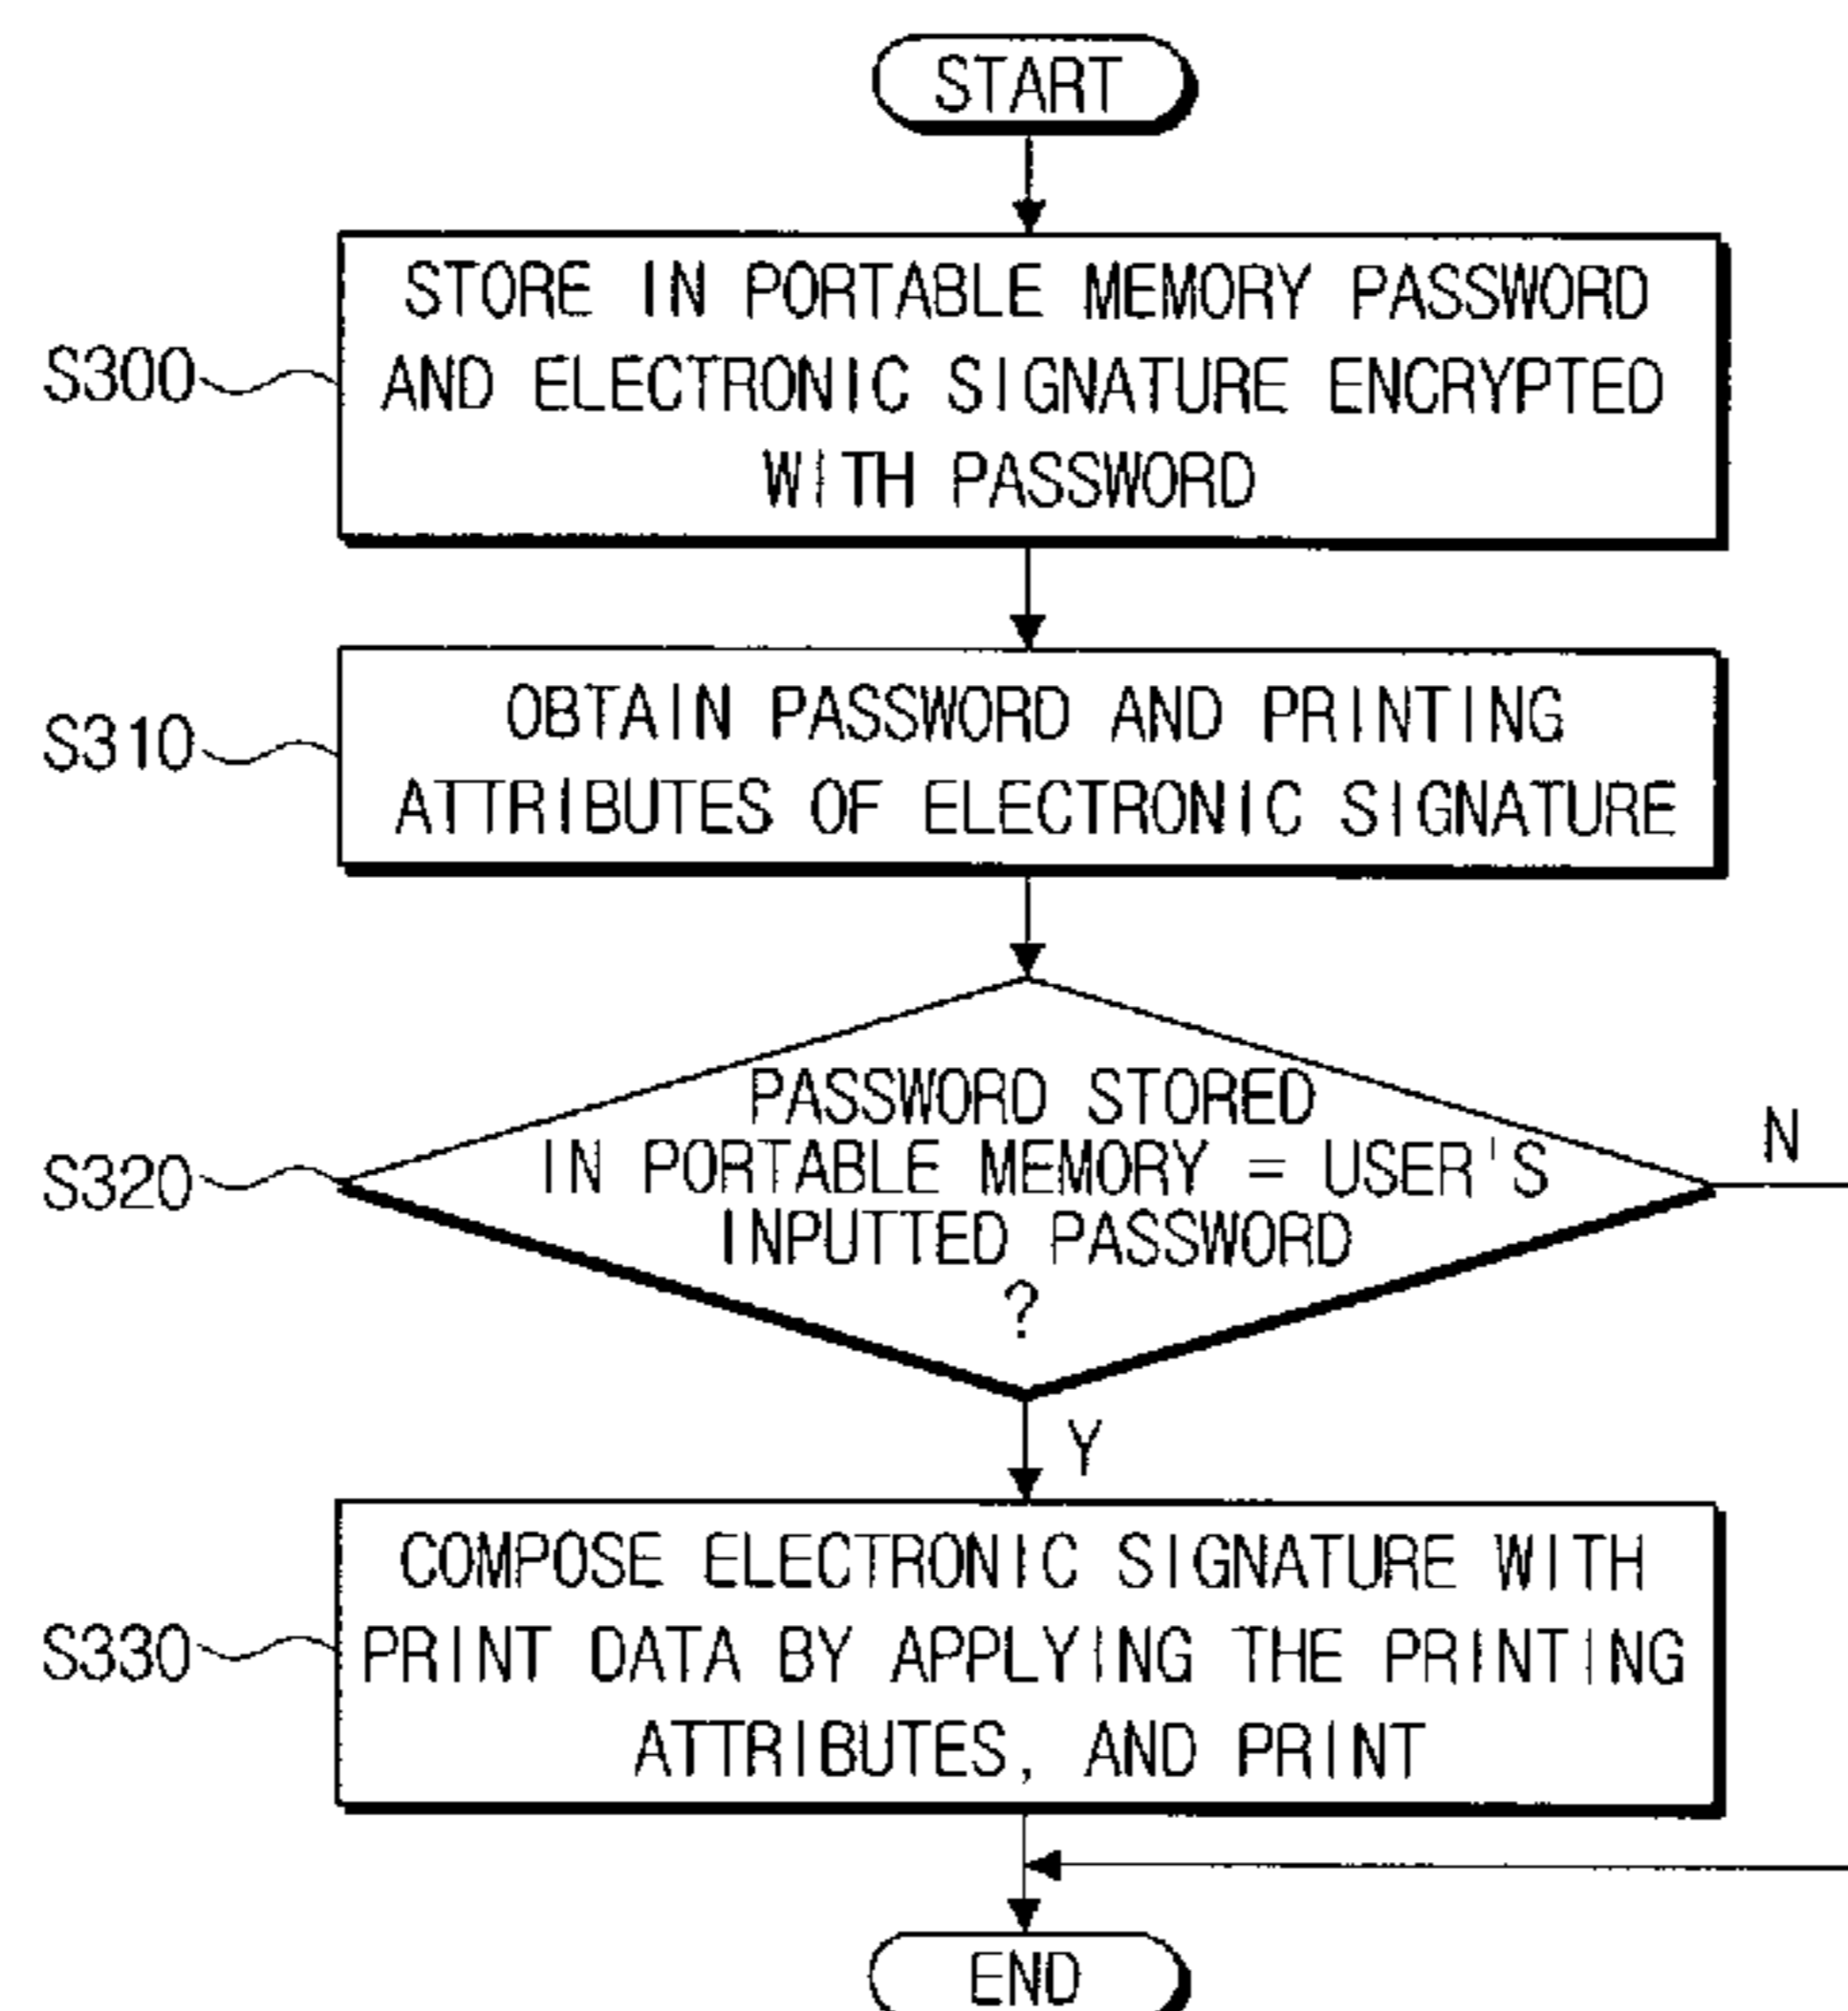 START
STORE IN PORTABLE MEMORY PASSWORD
S300
AND ELECTRONIC SIGNATURE ENCRYPTED
WITH PASSWORD
OBTAIN PASSWORD AND PRINTING
S310
ATTRIBUTES OF ELECTRONIC SIGNATURE
PASSWORD STORED
N
IN PORTABLE MEMORY = USER'S
S320
INPUTTED PASSWORD
?
Y
COMPOSE ELECTRONIC SIGNATURE WITH
S330
PRINT DATA BY APPLYING THE PRINTING
ATTRIBUTES, AND PRINT
END